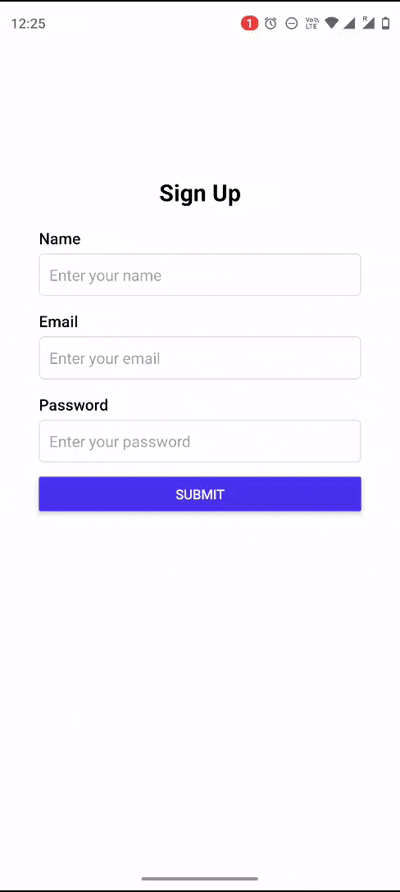 12:25
1
Vo))
LTE
R
Sign Up
Name
Enter your name
Email
Enter your email
Password
Enter your password
SUBMIT